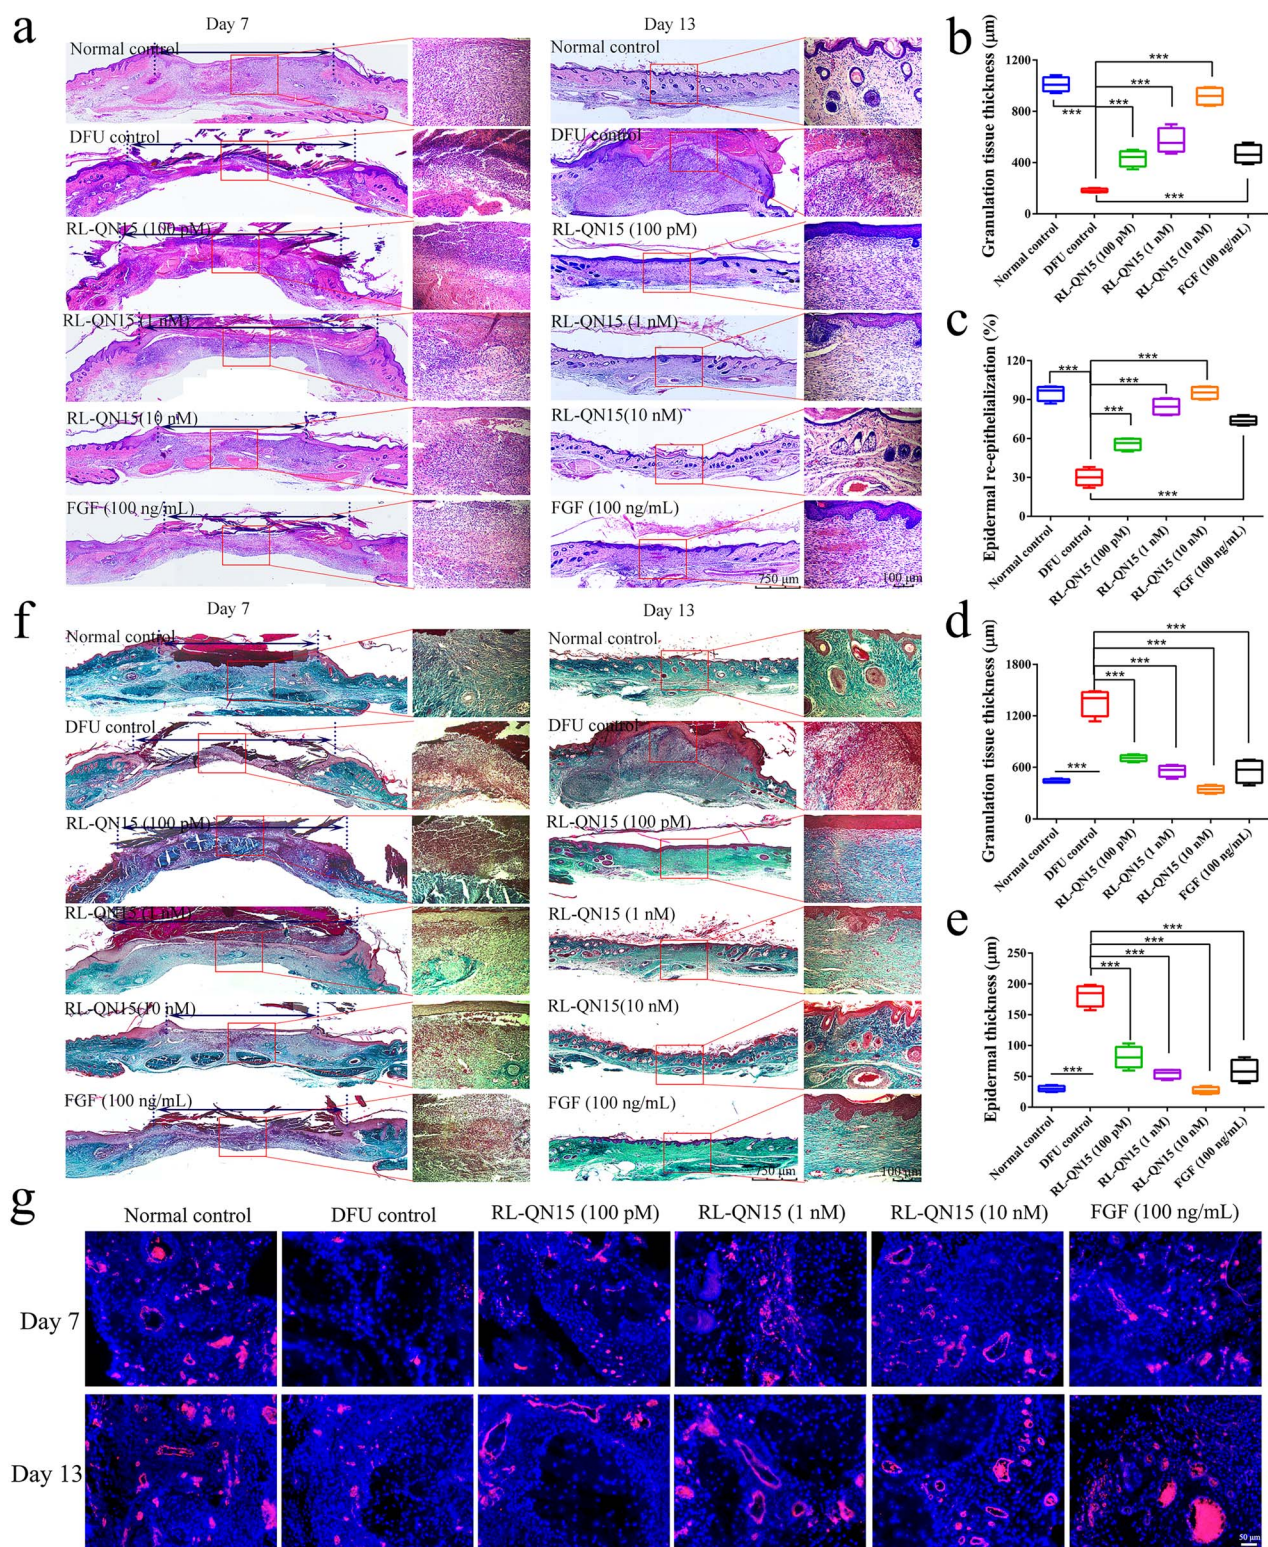 a
Day 7
Day 13
Normal control
Normal control
DFU control
DFU control
RL-QN15 (100 pM)
RL-QN15 (100 pM)
RL-QN15 (1 nM)
RL-QN15 (1 nM)
RL-QN15(10 nM)
RL-QN15(10 nM)
FGF (100 ng/mL)
FGF (100 ng/mL)
750 μm
100 μm
b
Granulation tissue thickness (μm)
1200
800
400
0
***
***
***
***
***
Normal control
DFU control
RL-QN15 (100 pM)
RL-QN15 (1 nM)
RL-QN15 (10 nM)
FGF (100 ng/mL)
c
Epidermal re-epithelialization (%)
120
90
60
30
0
***
***
***
***
***
Normal control
DFU control
RL-QN15 (100 pM)
RL-QN15 (1 nM)
RL-QN15 (10 nM)
FGF (100 ng/mL)
d
Granulation tissue thickness (μm)
1800
1200
600
0
***
***
***
***
***
Normal control
DFU control
RL-QN15 (100 pM)
RL-QN15 (1 nM)
RL-QN15 (10 nM)
FGF (100 ng/mL)
e
Epidermal thickness (μm)
250
200
150
100
50
0
***
***
***
***
***
Normal control
DFU control
RL-QN15 (100 pM)
RL-QN15 (1 nM)
RL-QN15 (10 nM)
FGF (100 ng/mL)
f
Day 7
Day 13
Normal control
Normal control
DFU control
DFU control
RL-QN15 (100 pM)
RL-QN15 (100 pM)
RL-QN15 (1 nM)
RL-QN15 (1 nM)
RL-QN15(10 nM)
RL-QN15(10 nM)
FGF (100 ng/mL)
FGF (100 ng/mL)
750 μm
100 μm
g
Normal control
DFU control
RL-QN15 (100 pM)
RL-QN15 (1 nM)
RL-QN15 (10 nM)
FGF (100 ng/mL)
Day 7
Day 13
50 μm